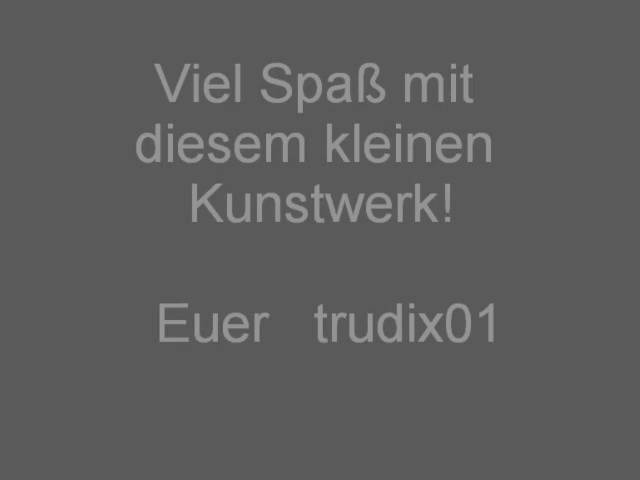 Viel Spaß mit
diesem kleinen
Kunstwerk!
Euer trudix01